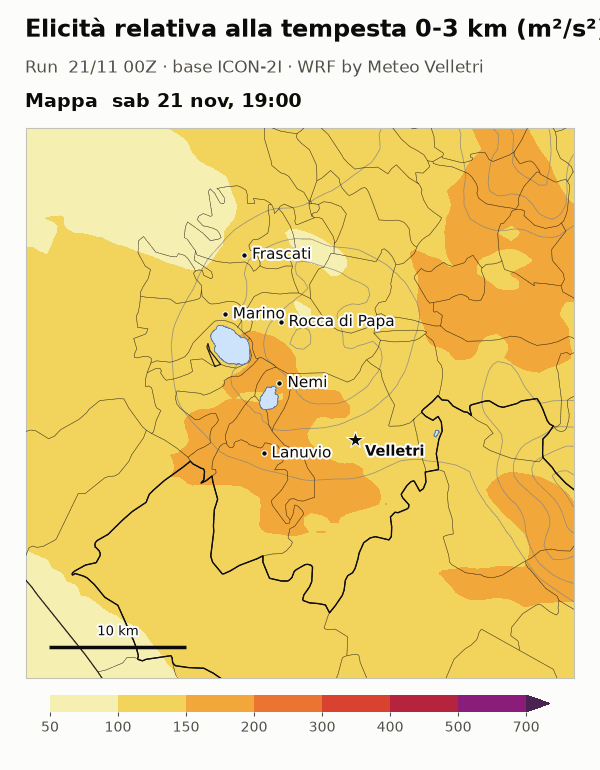 Elicità relativa alla tempesta 0-3 km (m²/s²)
Run 21/11 00Z · base ICON-2I · WRF by Meteo Velletri
Mappa sab 21 nov, 19:00
Frascati
Marino
Rocca di Papa
Nemi
Velletri
Lanuvio
10 km
50 100 150 200 300 400 500 700